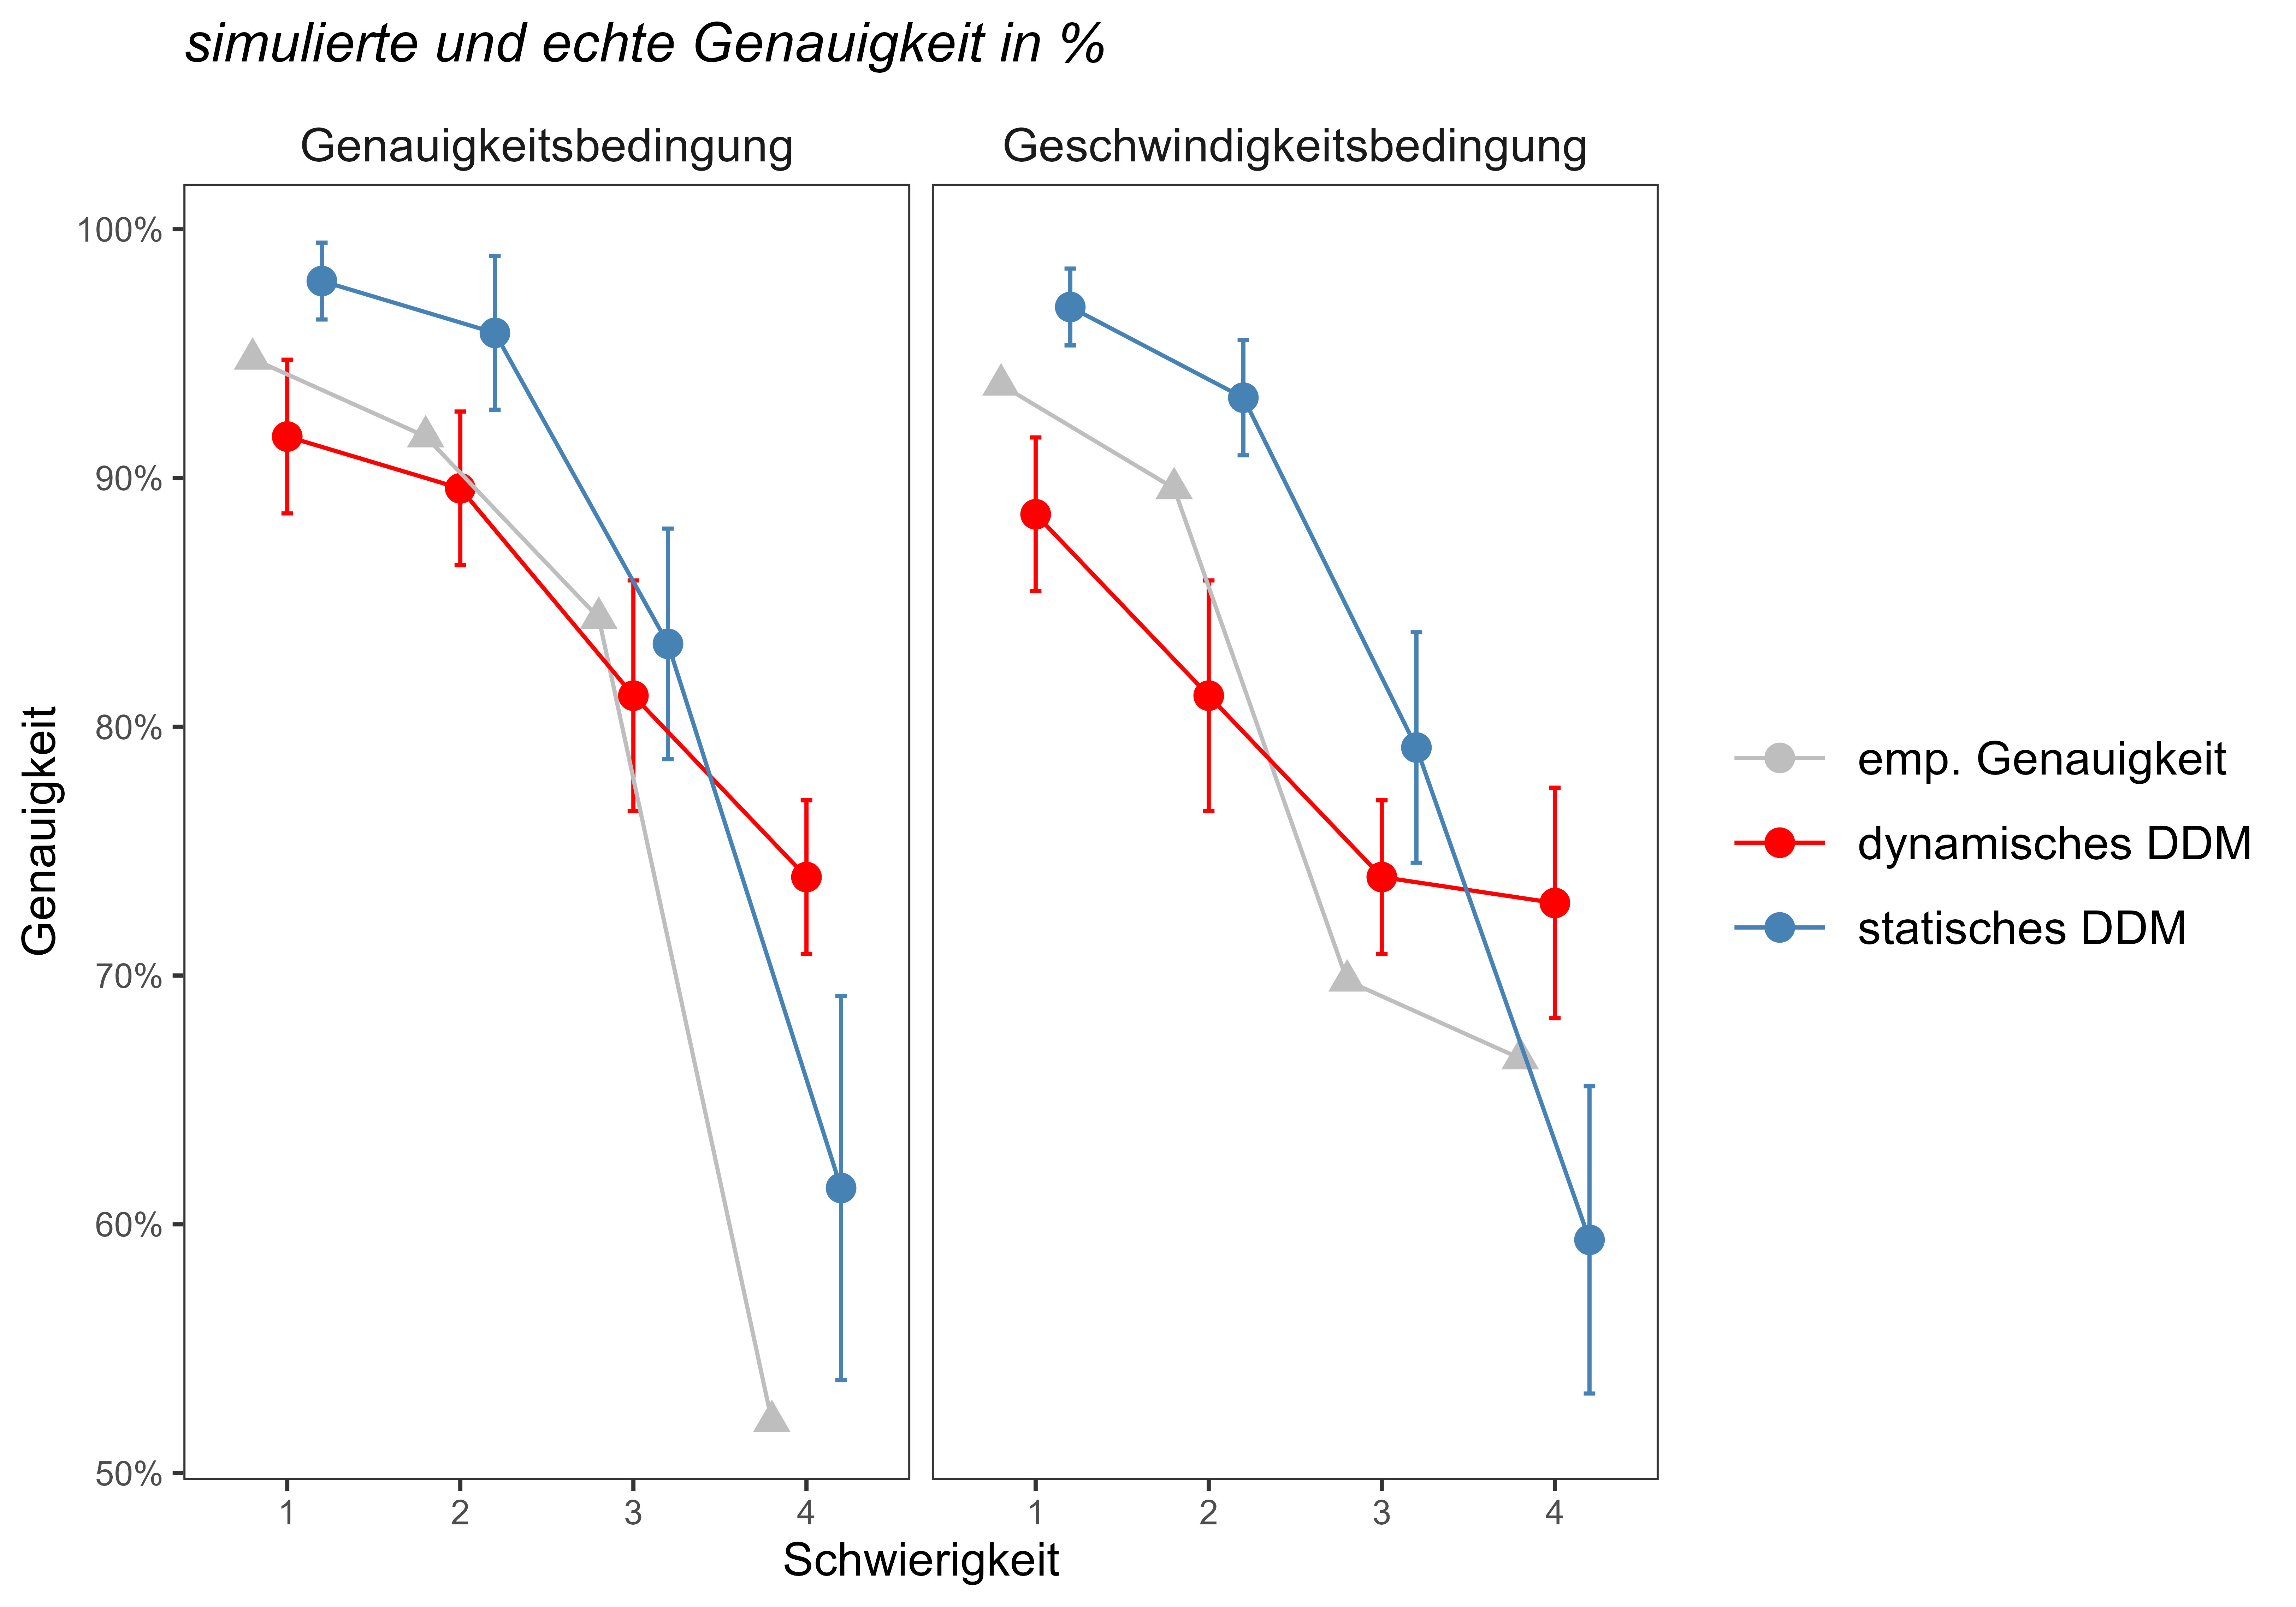 simulierte und echte Genauigkeit in %
Genauigkeitsbedingung
Geschwindigkeitsbedingung
Genauigkeit
100%
90%
80%
70%
60%
50%
1 2 3 4
1 2 3 4
Schwierigkeit
emp. Genauigkeit
dynamisches DDM
statisches DDM